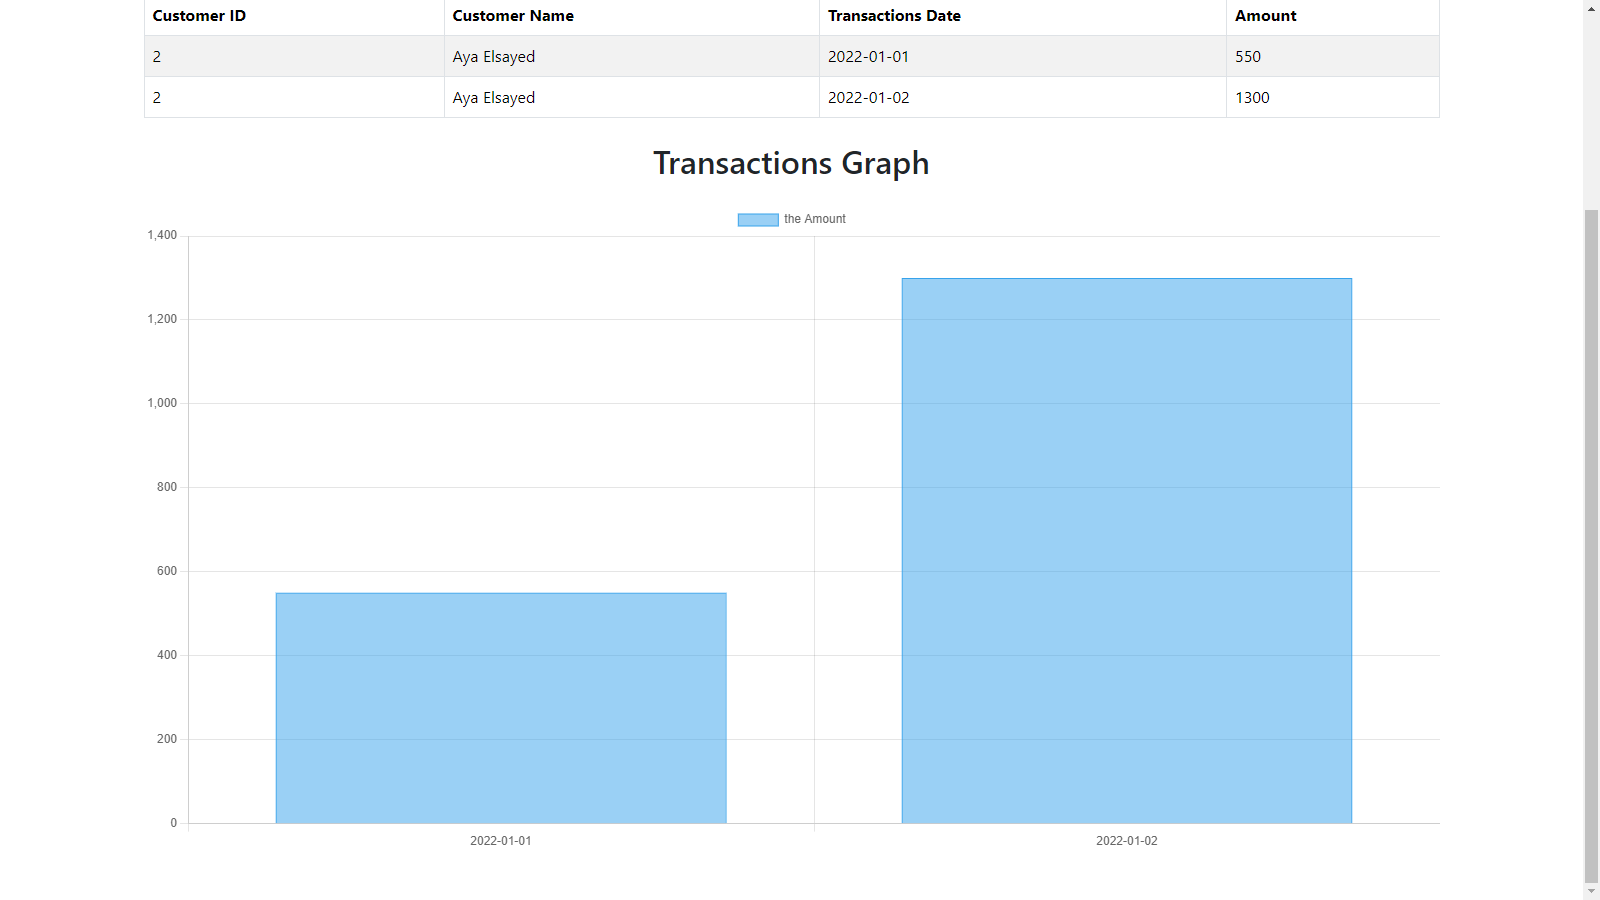 Customer ID Customer Name Transactions Date Amount
2 Aya Elsayed 2022-01-01 550
2 Aya Elsayed 2022-01-02 1300
Transactions Graph
the Amount
1,400
1,200
1,000
800
600
400
200
0
2022-01-01 2022-01-02